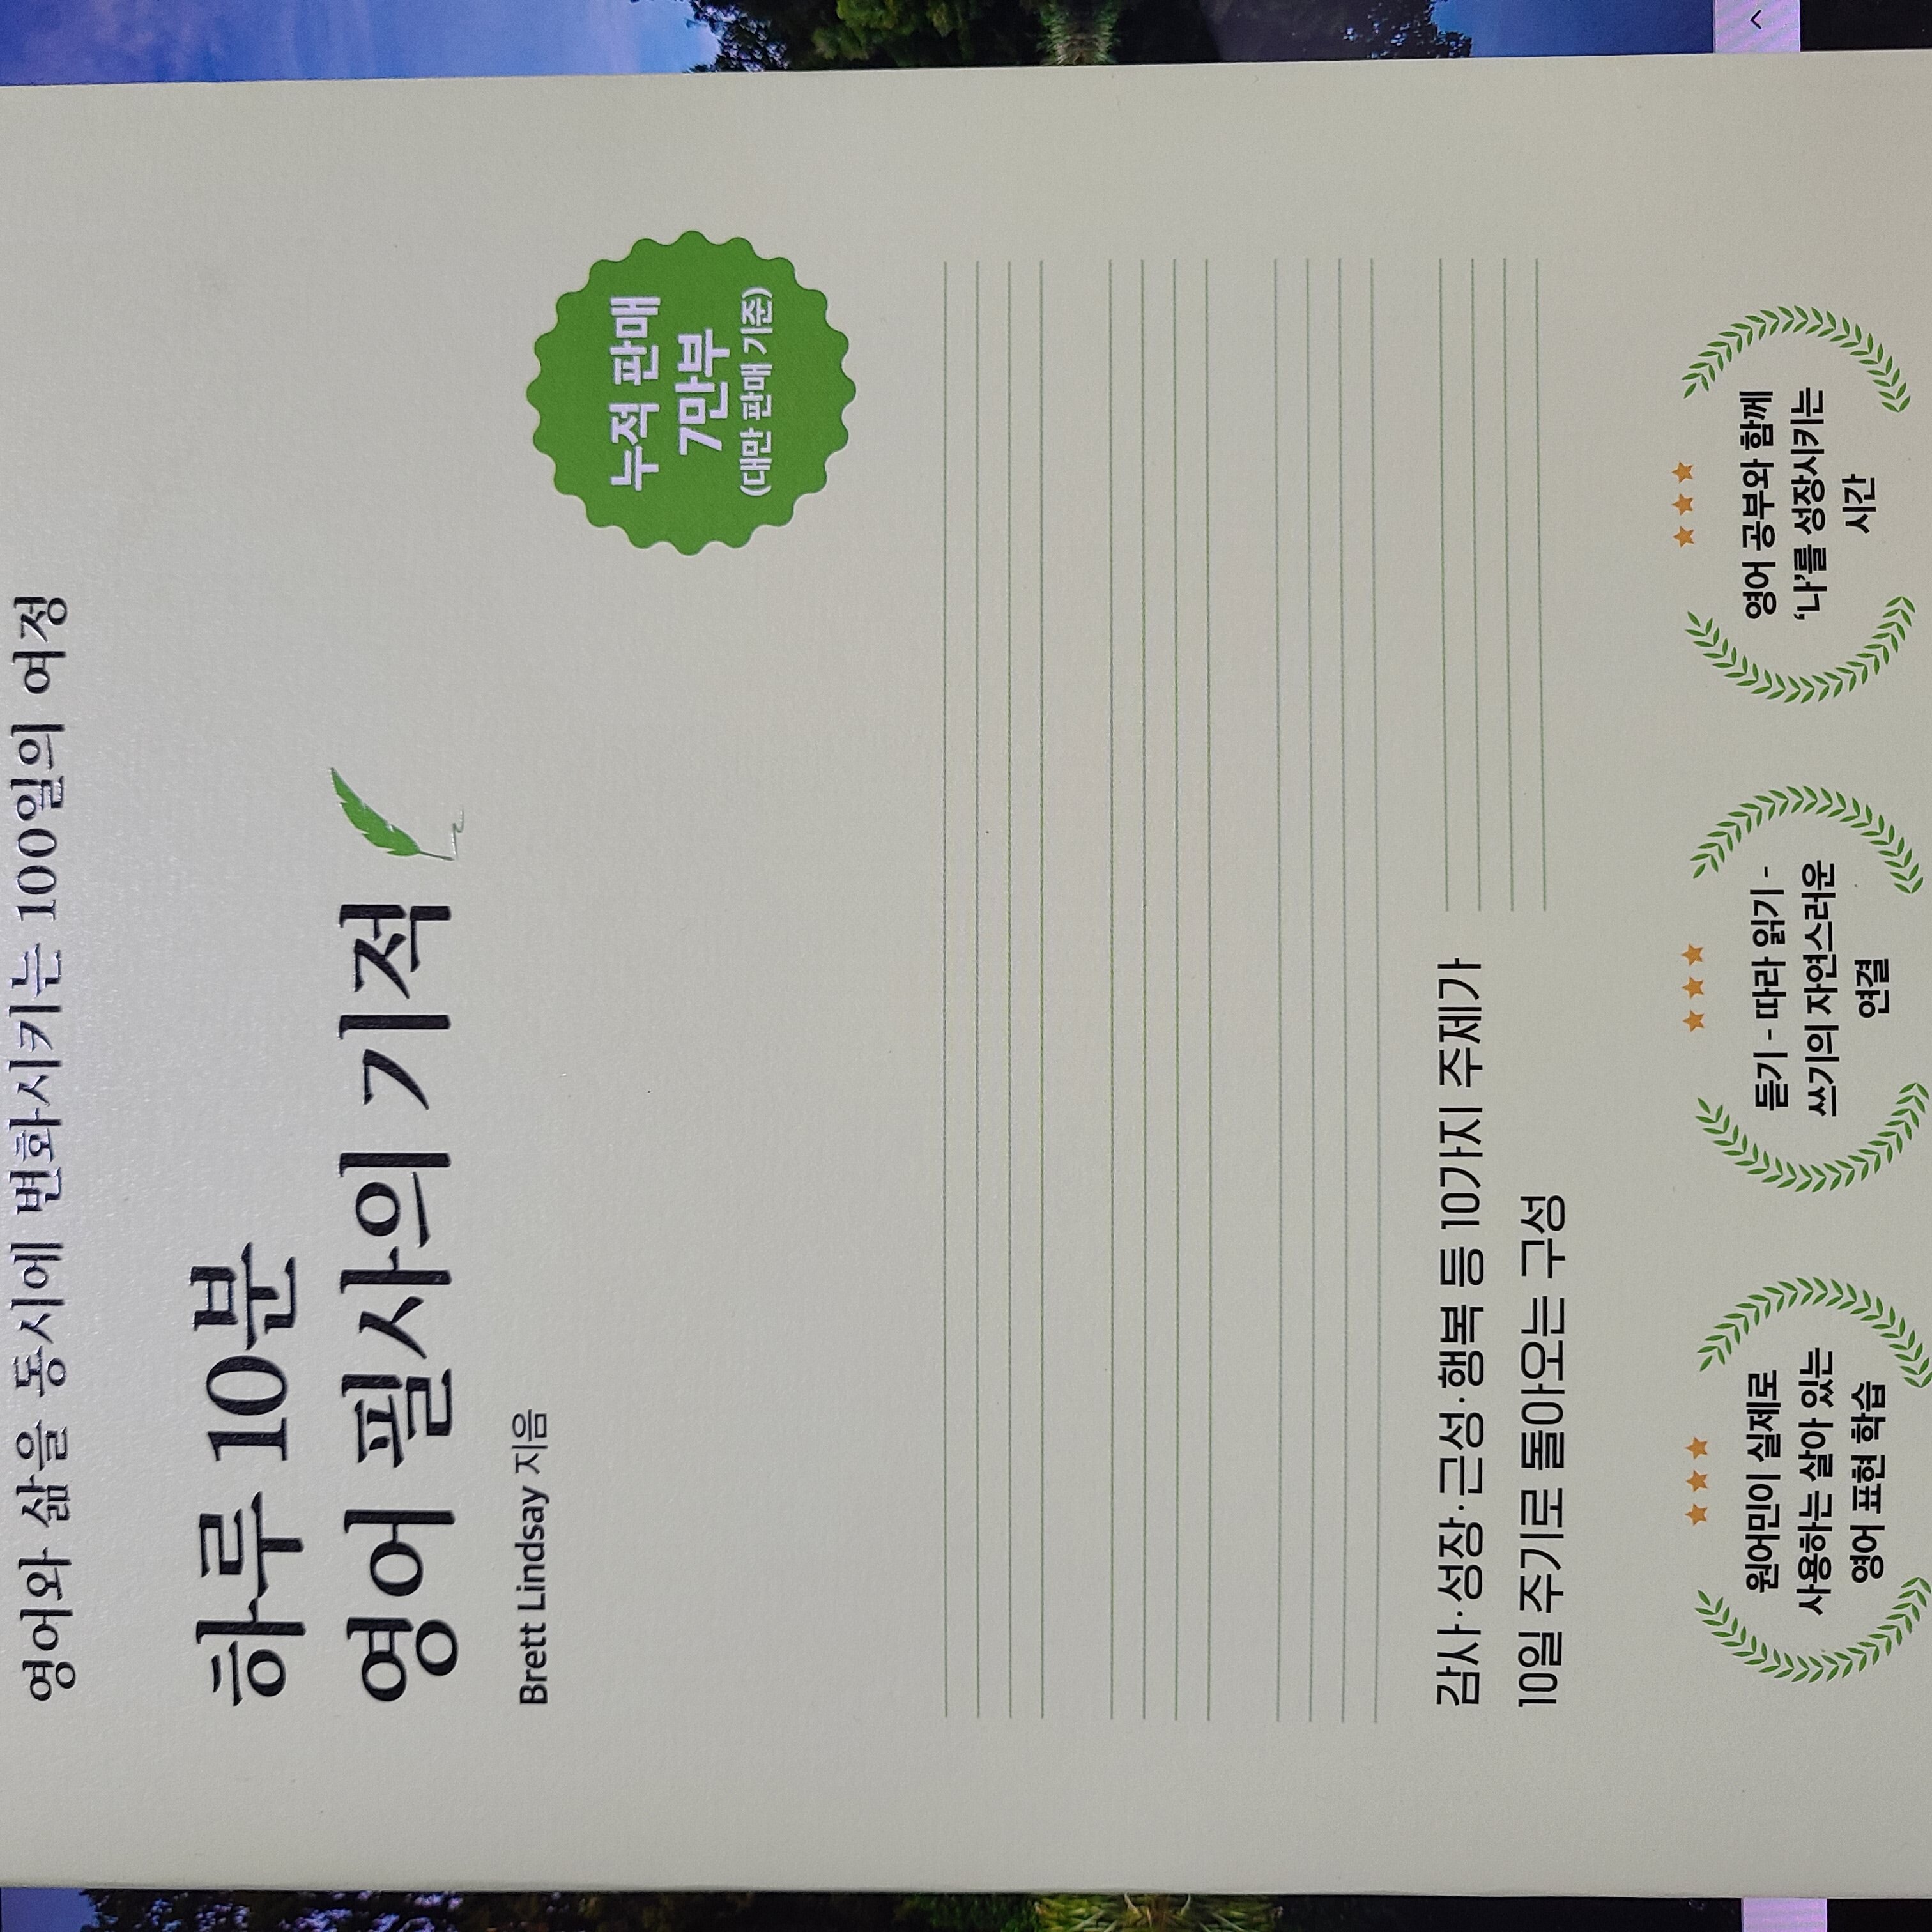 영어와 삶을 동시에 변화시키는 100일의 여정
하루 10분
영어 필사의 기적
Brett Lindsay 지음
누적 판매
7만부
(대만 판매 기준)
감사·성장·근성·행복 등 10가지 주제가
10일 주기로 돌아오는 구성
원어민이 실제로
사용하는 살아 있는
영어 표현 학습
듣기 - 따라 읽기 -
쓰기의 자연스러운
연결
영어 공부와 함께
‘나’를 성장시키는
시간